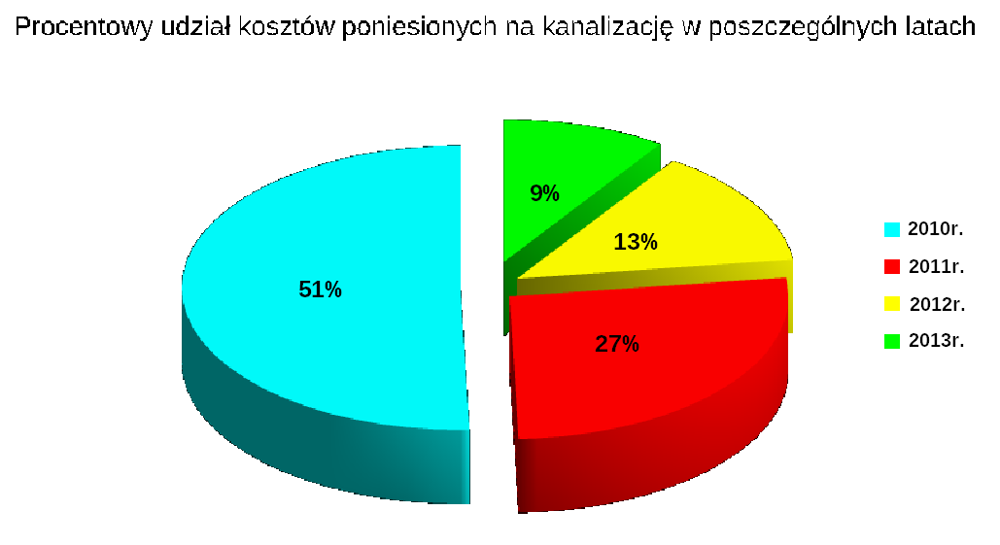 Procentowy udział kosztów poniesionych na kanalizację w poszczególnych latach
9%
13%
51%
27%
2010r.
2011r.
2012r.
2013r.